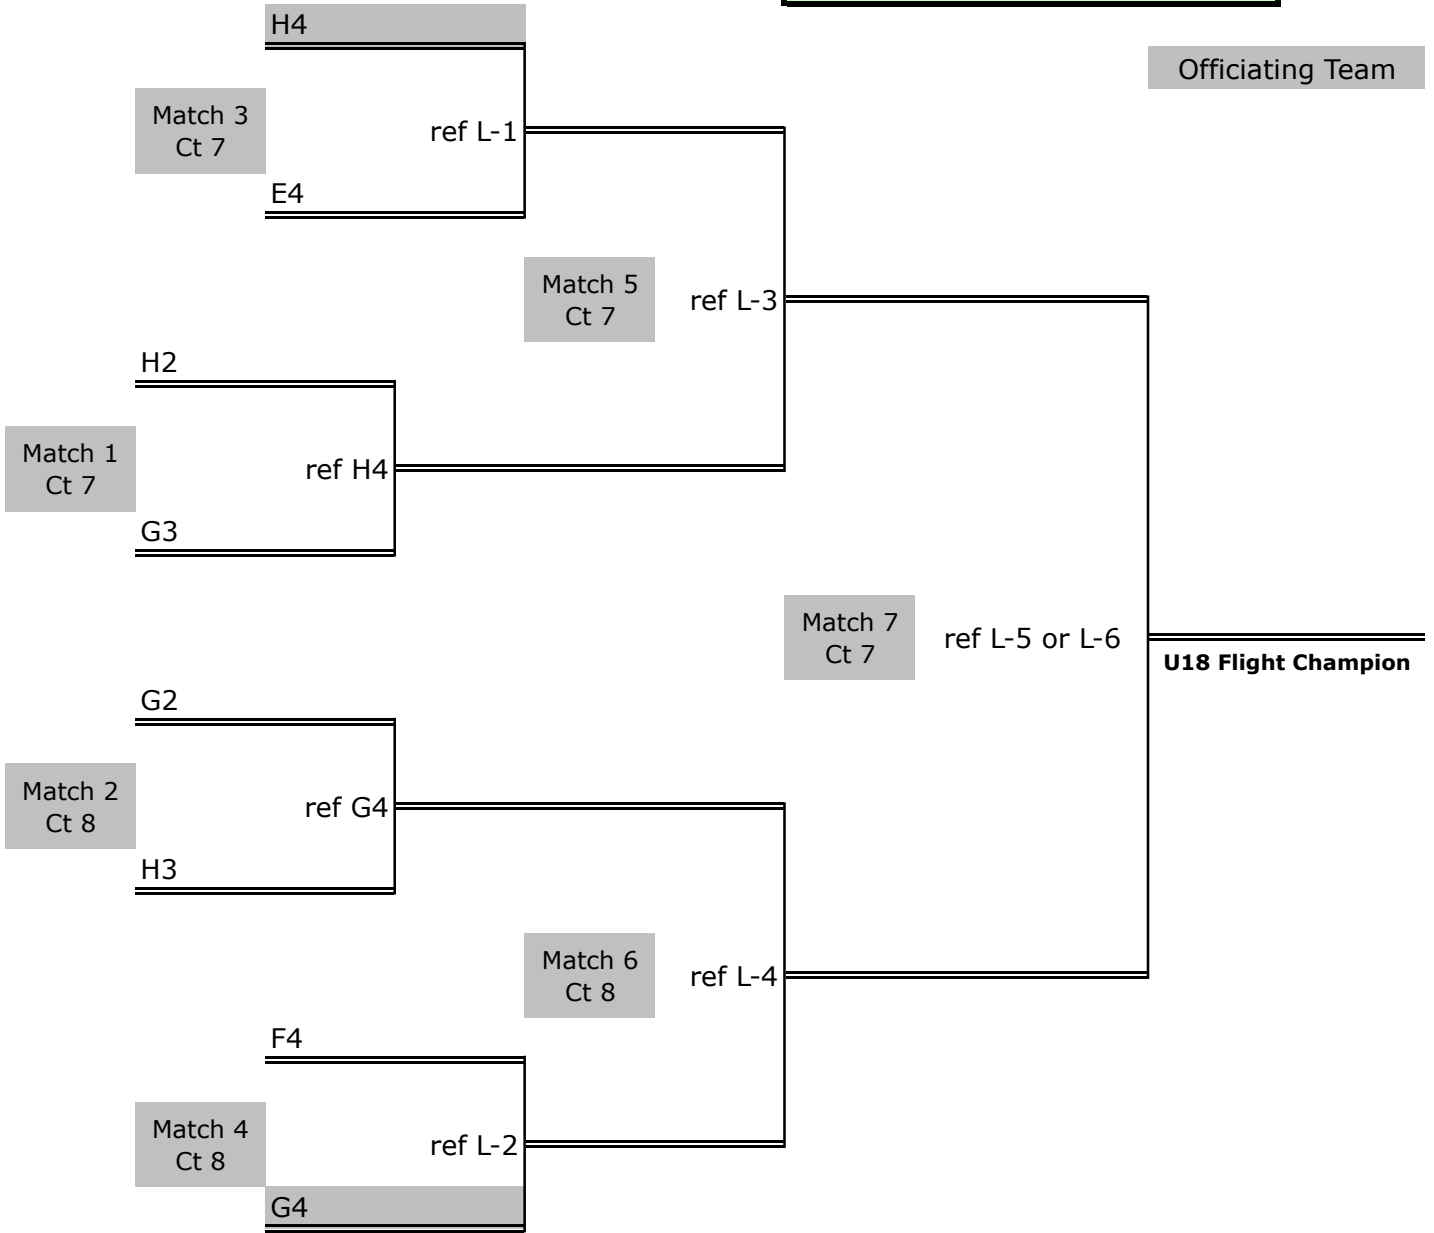 H4
Officiating Team
Match 3
Ct 7
ref L-1
E4
Match 5
Ct 7
ref L-3
H2
Match 1
Ct 7
ref H4
G3
Match 7
Ct 7
ref L-5 or L-6
U18 Flight Champion
G2
Match 2
Ct 8
ref G4
H3
Match 6
Ct 8
ref L-4
F4
Match 4
Ct 8
ref L-2
G4